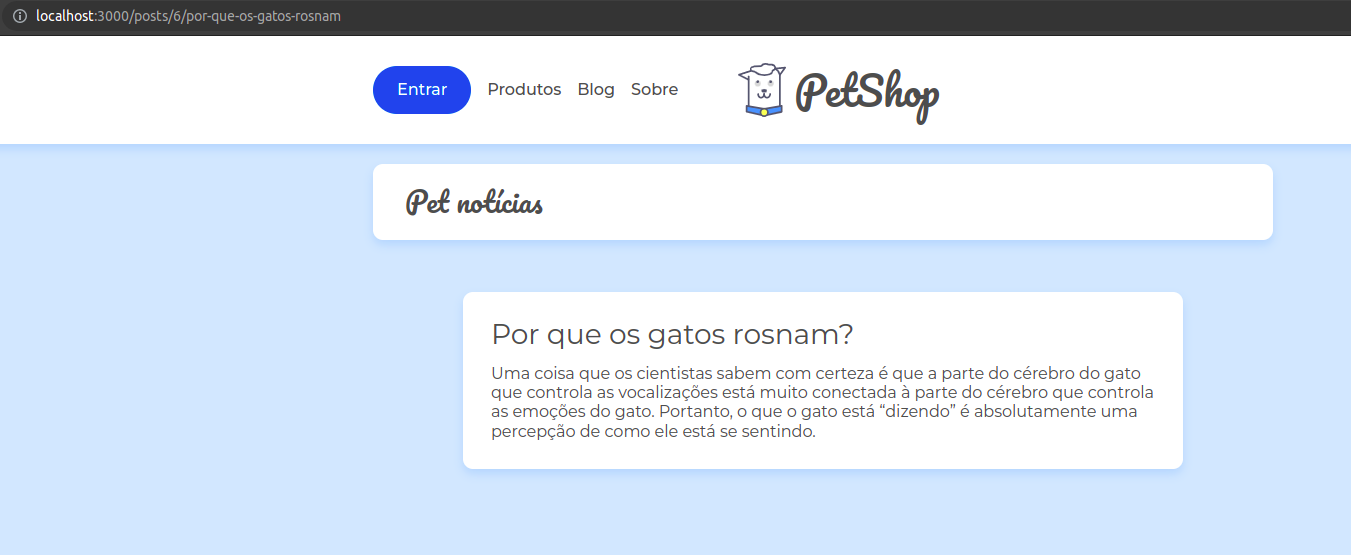 localhost:3000/posts/6/por-que-os-gatos-rosnam
Entrar Produtos Blog Sobre PetShop
Pet notícias
Por que os gatos rosnam?
Uma coisa que os cientistas sabem com certeza é que a parte do cérebro do gato
que controla as vocalizações está muito conectada à parte do cérebro que controla
as emoções do gato. Portanto, o que o gato está “dizendo” é absolutamente uma
percepção de como ele está se sentindo.